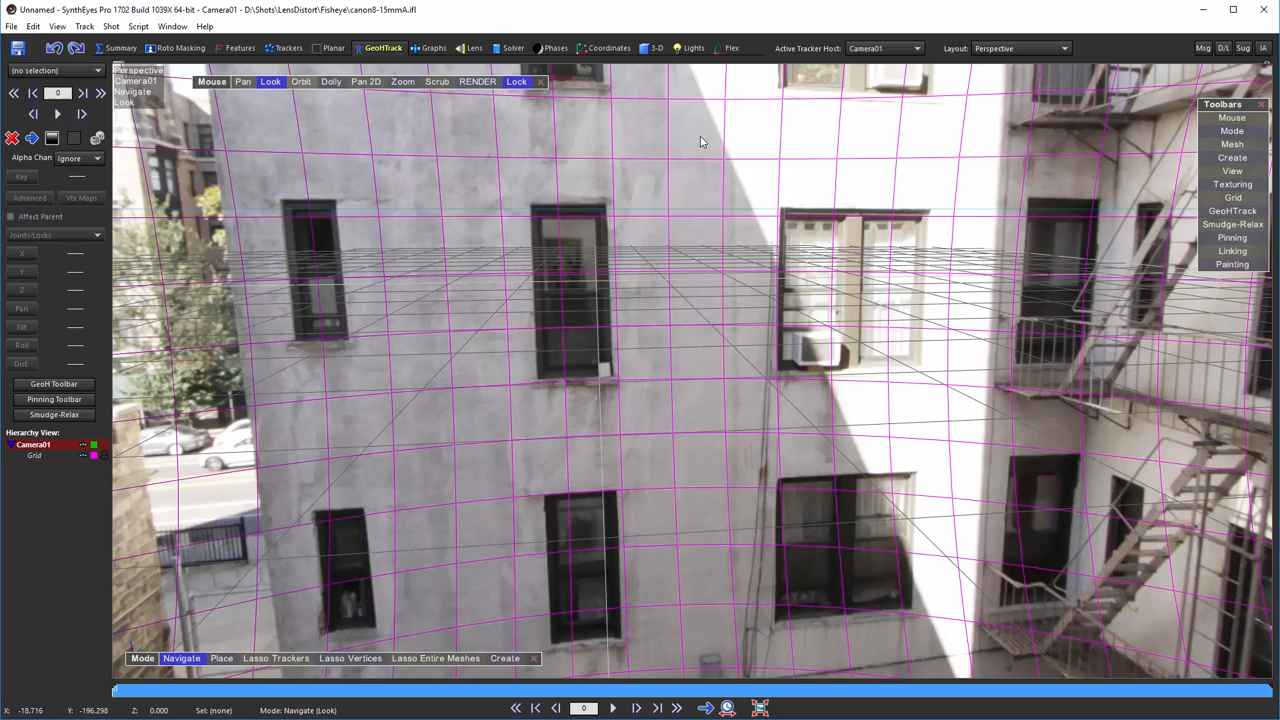 Unnamed - SynthEyes Pro 1702 Build 1039X 64-bit - Camera01 - D:\Shots\LensDistort\Fisheye\canon8-15mmA.ifl
File Edit View Track Shot Script Window Help
Summary Roto Masking Features Trackers Planar GeoHTrack Graphs Lens Solver Phases Coordinates 3-D Lights Flex Active Tracker Host: Camera01 Layout: Perspective Msg D/L Sug IA
(no selection)
0
Alpha Chan Ignore
Key
Advanced Vtx Maps
Affect Parent
Joints/Locks
X
Y
Z
Pan
Tilt
Roll
Dist.
GeoH Toolbar
Pinning Toolbar
Smudge-Relax
Hierarchy View:
Camera01
Grid
Perspective
Camera01
Navigate
Look
Mouse Pan Look Orbit Dolly Pan 2D Zoom Scrub RENDER Lock
Toolbars
Mouse
Mode
Mesh
Create
View
Texturing
Grid
GeoHTrack
Smudge-Relax
Pinning
Linking
Painting
Mode Navigate Place Lasso Trackers Lasso Vertices Lasso Entire Meshes Create
0
X: -18.716 Y: -196.298 Z: 0.000 Sel: (none) Mode: Navigate (Look) 0